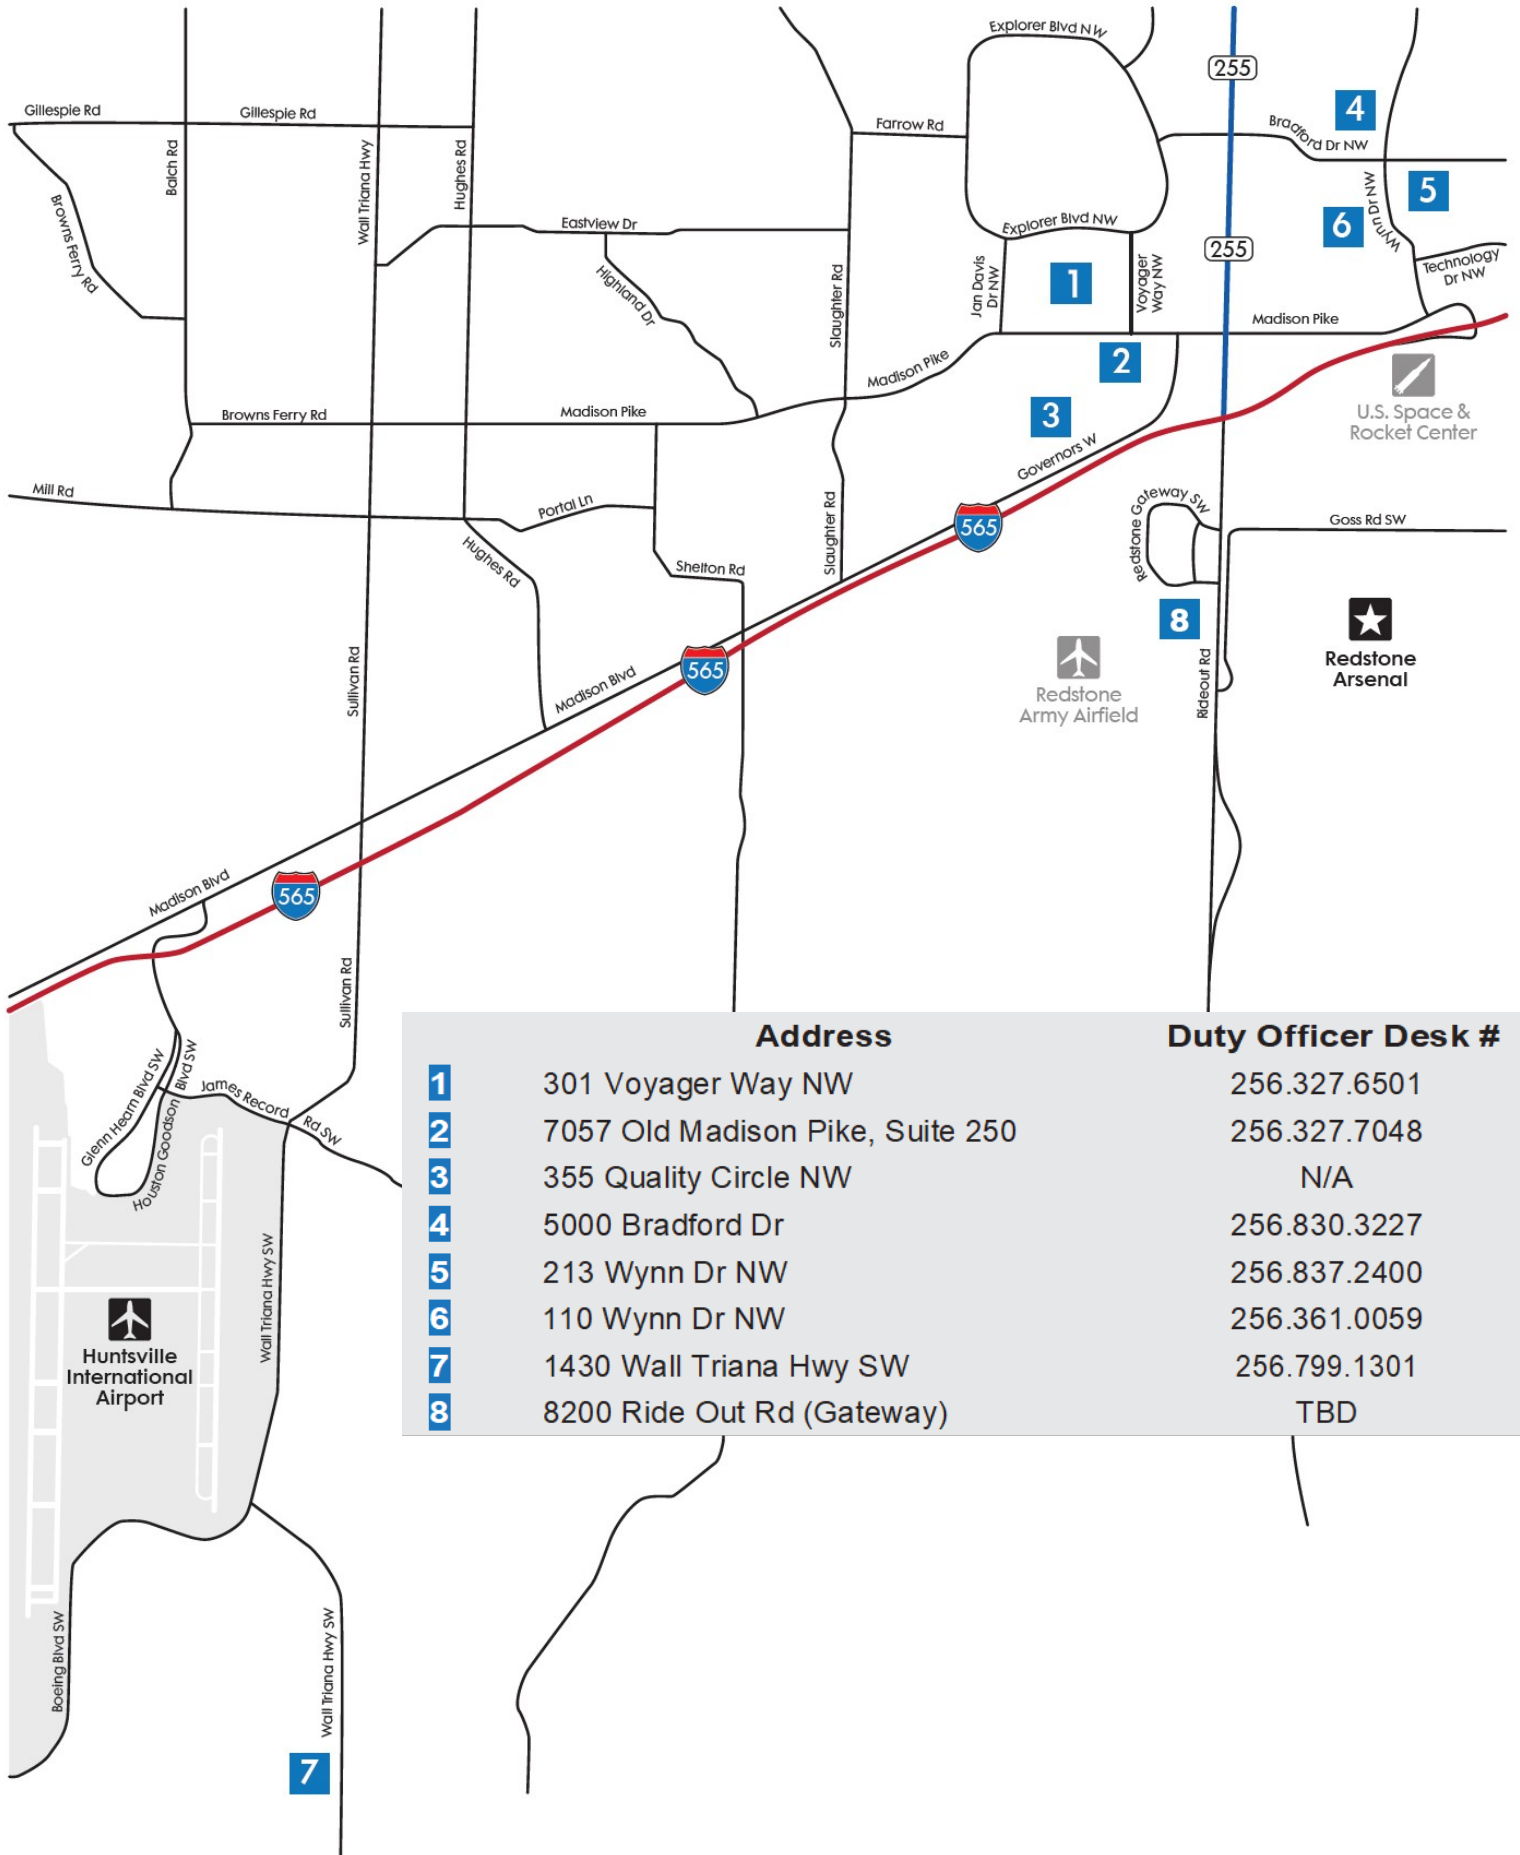 Explorer Blvd NW
255
4
Gillespie Rd
Gillespie Rd
Farrow Rd
Bradford Dr NW
Balch Rd
Wall Triana Hwy
Hughes Rd
5
Wynn Dr NW
6
Browns Ferry Rd
Eastview Dr
Explorer Blvd NW
255
Technology
Dr NW
Highland Dr
Slaughter Rd
Jan Davis
Dr NW
1
Voyager
Way NW
Madison Pike
2
Madison Pike
U.S. Space &
Rocket Center
Browns Ferry Rd
Madison Pike
3
Governors W
Mill Rd
Portal Ln
Slaughter Rd
565
Redstone Gateway SW
Goss Rd SW
Hughes Rd
Shelton Rd
8
Redstone
Arsenal
Sullivan Rd
565
Madison Blvd
Redstone
Army Airfield
Rideout Rd
Madison Blvd
565
Sullivan Rd
Glenn Hearn Blvd SW
Houston Goodson Blvd SW
James Record Rd SW
Address Duty Officer Desk #
1 301 Voyager Way NW 256.327.6501
2 7057 Old Madison Pike, Suite 250 256.327.7048
3 355 Quality Circle NW N/A
4 5000 Bradford Dr 256.830.3227
5 213 Wynn Dr NW 256.837.2400
6 110 Wynn Dr NW 256.361.0059
7 1430 Wall Triana Hwy SW 256.799.1301
8 8200 Ride Out Rd (Gateway) TBD
Wall Triana Hwy SW
Huntsville
International
Airport
Boeing Blvd SW
Wall Triana Hwy SW
7